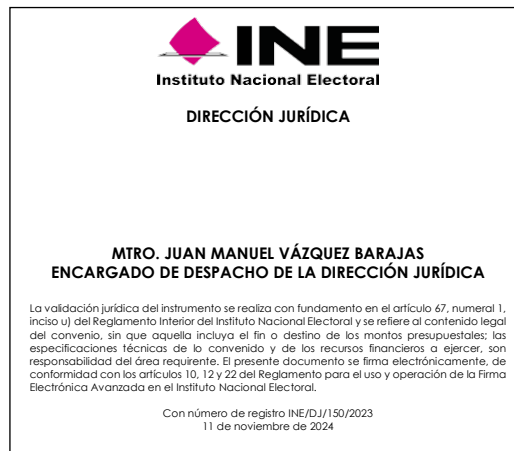 INE
Instituto Nacional Electoral
DIRECCIÓN JURÍDICA
MTRO. JUAN MANUEL VÁZQUEZ BARAJAS
ENCARGADO DE DESPACHO DE LA DIRECCIÓN JURÍDICA
La validación jurídica del instrumento se realiza con fundamento en el artículo 67, numeral 1,
inciso u) del Reglamento Interior del Instituto Nacional Electoral y se refiere al contenido legal
del convenio, sin que aquella incluya el fin o destino de los montos presupuestales; las
especificaciones técnicas de lo convenido y de los recursos financieros a ejercer, son
responsabilidad del área requirente. El presente documento se firma electrónicamente, de
conformidad con los artículos 10, 12 y 22 del Reglamento para el uso y operación de la Firma
Electrónica Avanzada en el Instituto Nacional Electoral.
Con número de registro INE/DJ/150/2023
11 de noviembre de 2024